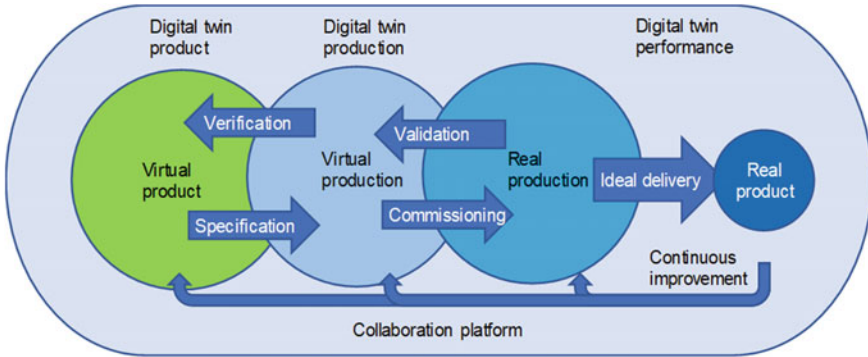 Digital twin
product
Digital twin
production
Digital twin
performance
Verification
Validation
Virtual
product
Virtual
production
Real
production
Ideal delivery
Real
product
Specification
Commissioning
Continuous
improvement
Collaboration platform